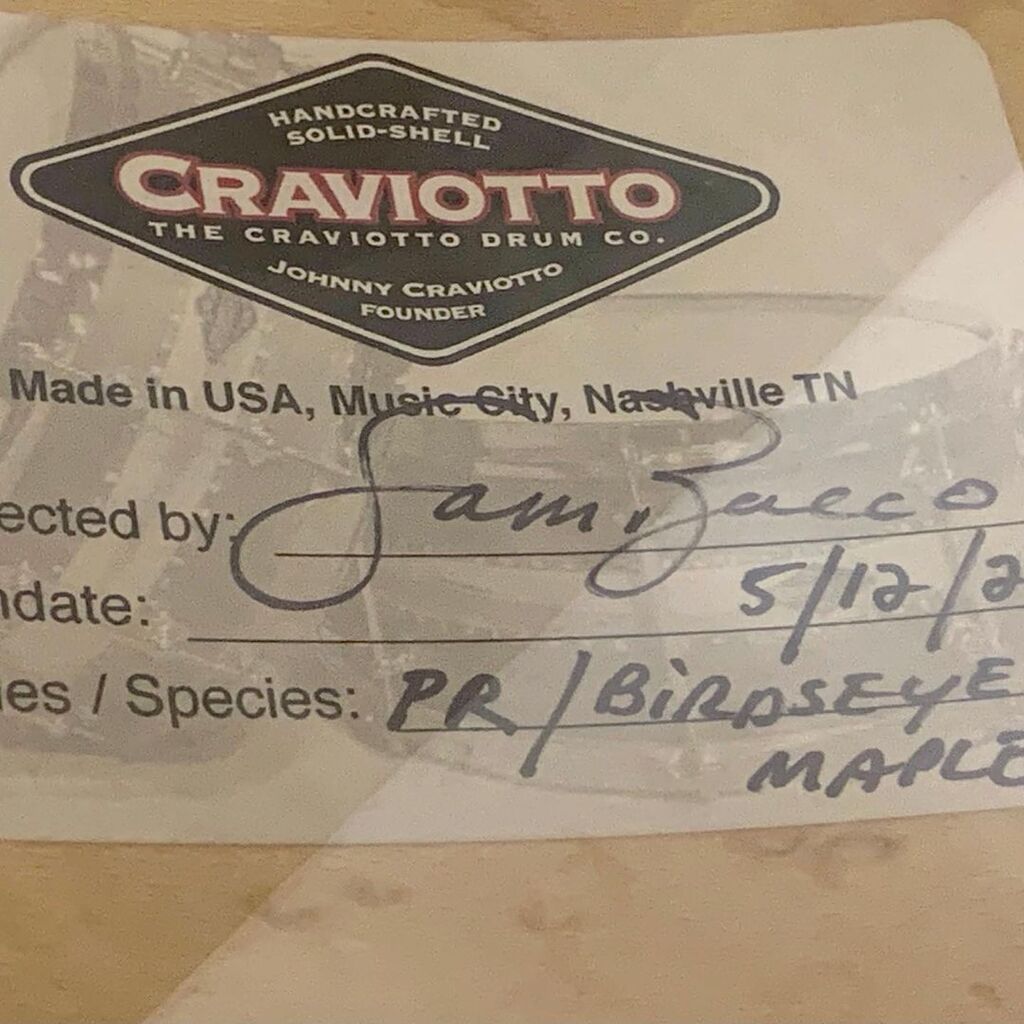 HANDCRAFTED
SOLID-SHELL
CRAVIOTTO
THE CRAVIOTTO DRUM CO.
JOHNNY CRAVIOTTO
FOUNDER
Made in USA, Music City, Nashville TN
ected by: Sam Bacco
ndate: 5/12/2
ies / Species: PR / BIRDSEYE
MAPLE